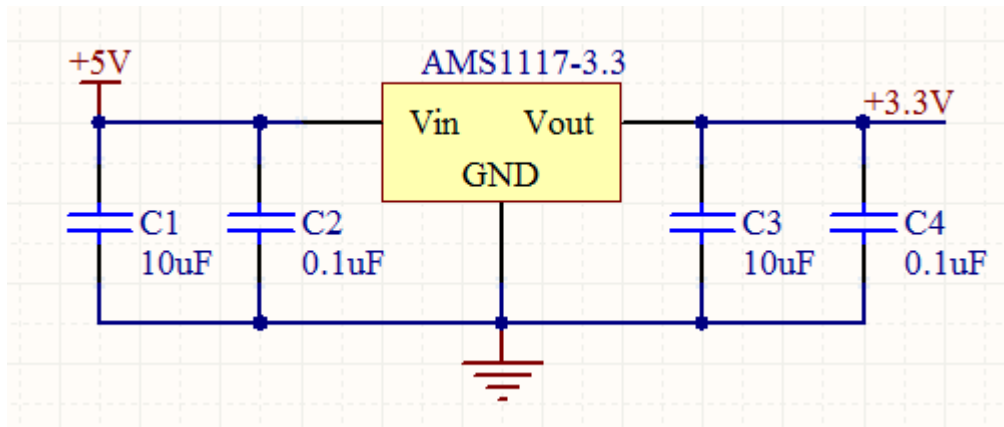 +5V
AMS1117-3.3
+3.3V
Vin
Vout
GND
C1
10uF
C2
0.1uF
C3
10uF
C4
0.1uF